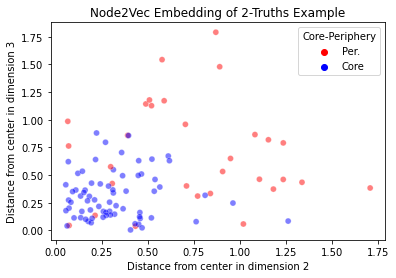 Node2Vec Embedding of 2-Truths Example
Core-Periphery
Per.
Core
Distance from center in dimension 3
1.75
1.50
1.25
1.00
0.75
0.50
0.25
0.00
0.00 0.25 0.50 0.75 1.00 1.25 1.50 1.75
Distance from center in dimension 2